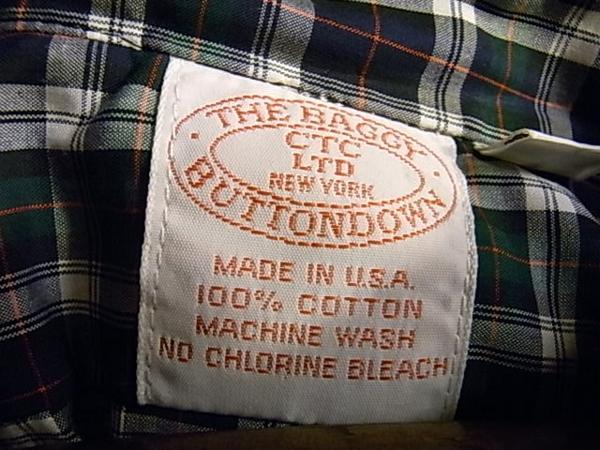 THE BAGGY
CTC
LTD
NEW YORK
BUTTONDOWN
MADE IN U.S.A.
100% COTTON
MACHINE WASH
NO CHLORINE BLEACH